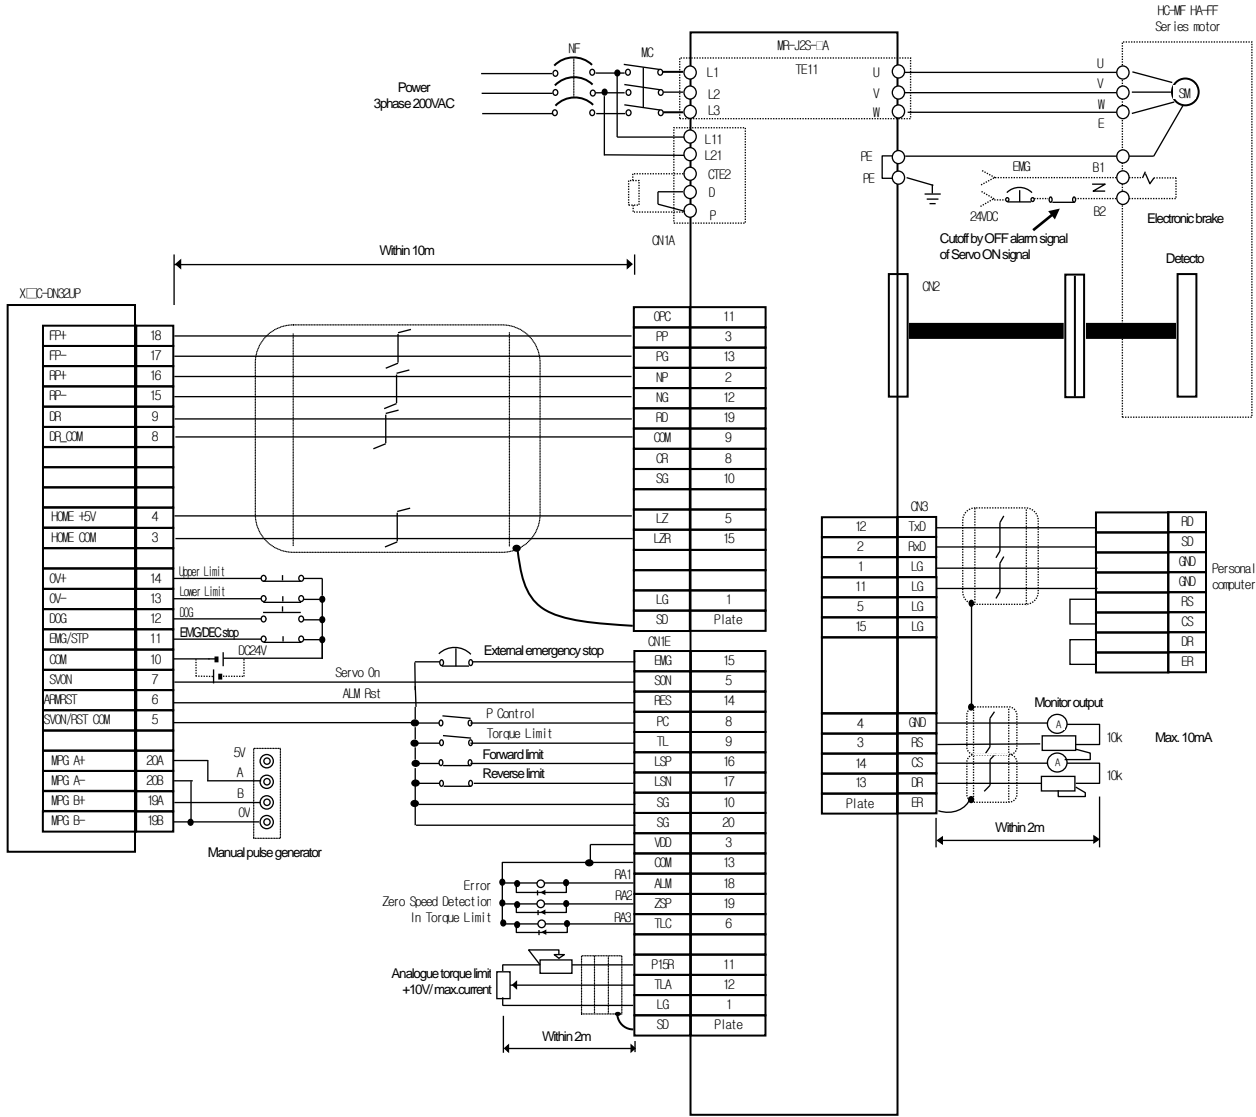 HC-MF HA-FF
Series motor
MR-J2S-□A
NF
MC
TE11
Power
3phase 200VAC
L1
L2
L3
U
V
W
U
V
W
E
SM
L11
L21
CTE2
D
P
PE
PE
EMG
B1
B2
24VDC
Z
Electronic brake
Cutoff by OFF alarm signal
of Servo ON signal
Detecto
CN1A
CN2
Within 10m
X□C-DN32UP
FP+ 18
FP- 17
RP+ 16
RP- 15
DR 9
DR_COM 8
HOME +5V 4
HOME COM 3
OV+ 14
OV- 13
DOG 12
EMG/STP 11
COM 10
SVON 7
ARMRST 6
SVON/RST COM 5
MPG A+ 20A
MPG A- 20B
MPG B+ 19A
MPG B- 19B
Upper Limit
Lower Limit
DOG
EMG/DEC stop
DC24V
5V
A
B
0V
Manual pulse generator
OPC 11
PP 3
PG 13
NP 2
NG 12
RD 19
COM 9
CR 8
SG 10
LZ 5
LZR 15
LG 1
SD Plate
CN1E
External emergency stop
Servo On
ALM Rst
P Control
Torque Limit
Forward limit
Reverse limit
EMG 15
SON 5
RES 14
PC 8
TL 9
LSP 16
LSN 17
SG 10
SG 20
VDD 3
COM 13
ALM 18
ZSP 19
TLC 6
P15R 11
TLA 12
LG 1
SD Plate
Error
Zero Speed Detection
In Torque Limit
RA1
RA2
RA3
Analogue torque limit
+10V/ max.current
Within 2m
CN3
12 TxD
2 RxD
1 LG
11 LG
5 LG
15 LG
4 GND
3 RS
14 CS
13 DR
Plate ER
RD
SD
GND
GND
RS
CS
DR
ER
Personal
computer
Monitor output
A
A
10k
10k
Max. 10mA
Within 2m